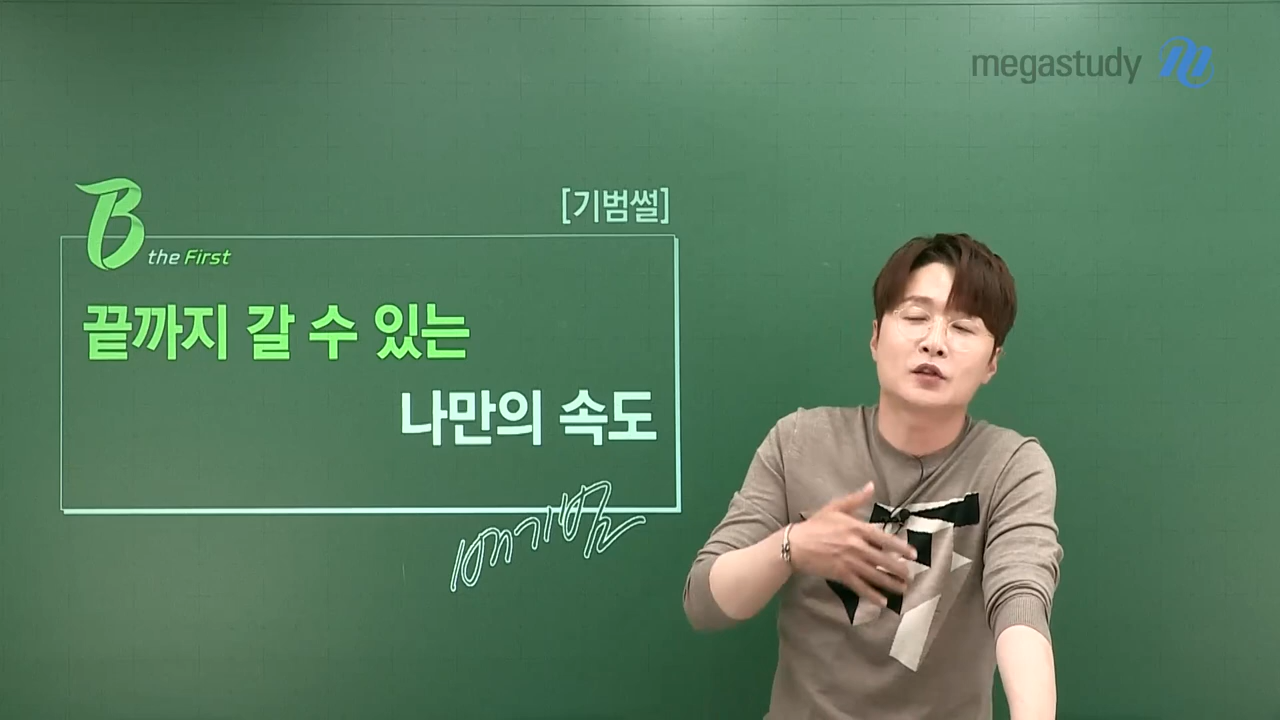 megastudy
[기범썰]
B
the First
끝까지 갈 수 있는
나만의 속도